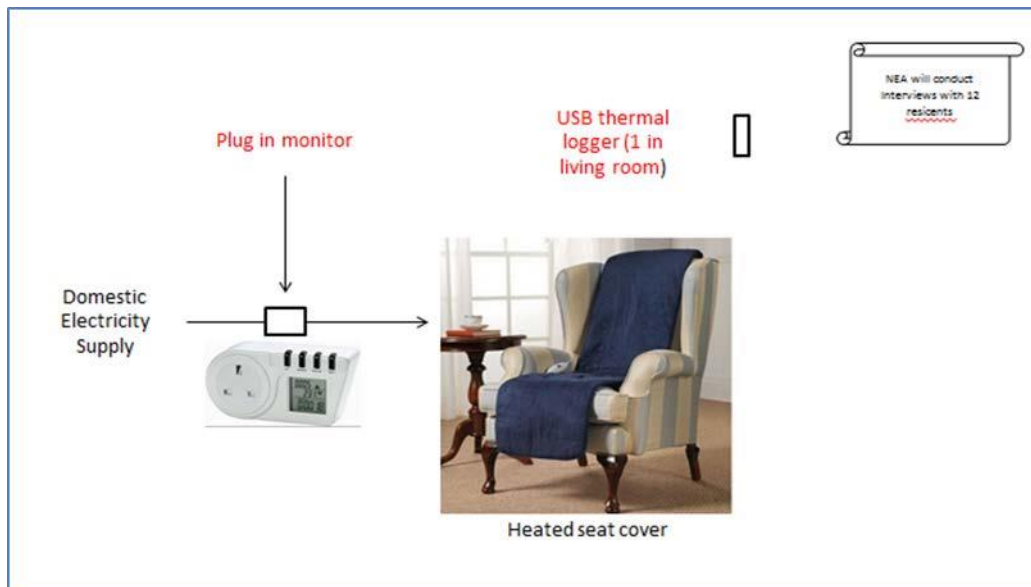 NEA will conduct
Interviews with 12
resicents
USB thermal
logger (1 in
living room)
Plug in monitor
Domestic
Electricity
Supply
Heated seat cover